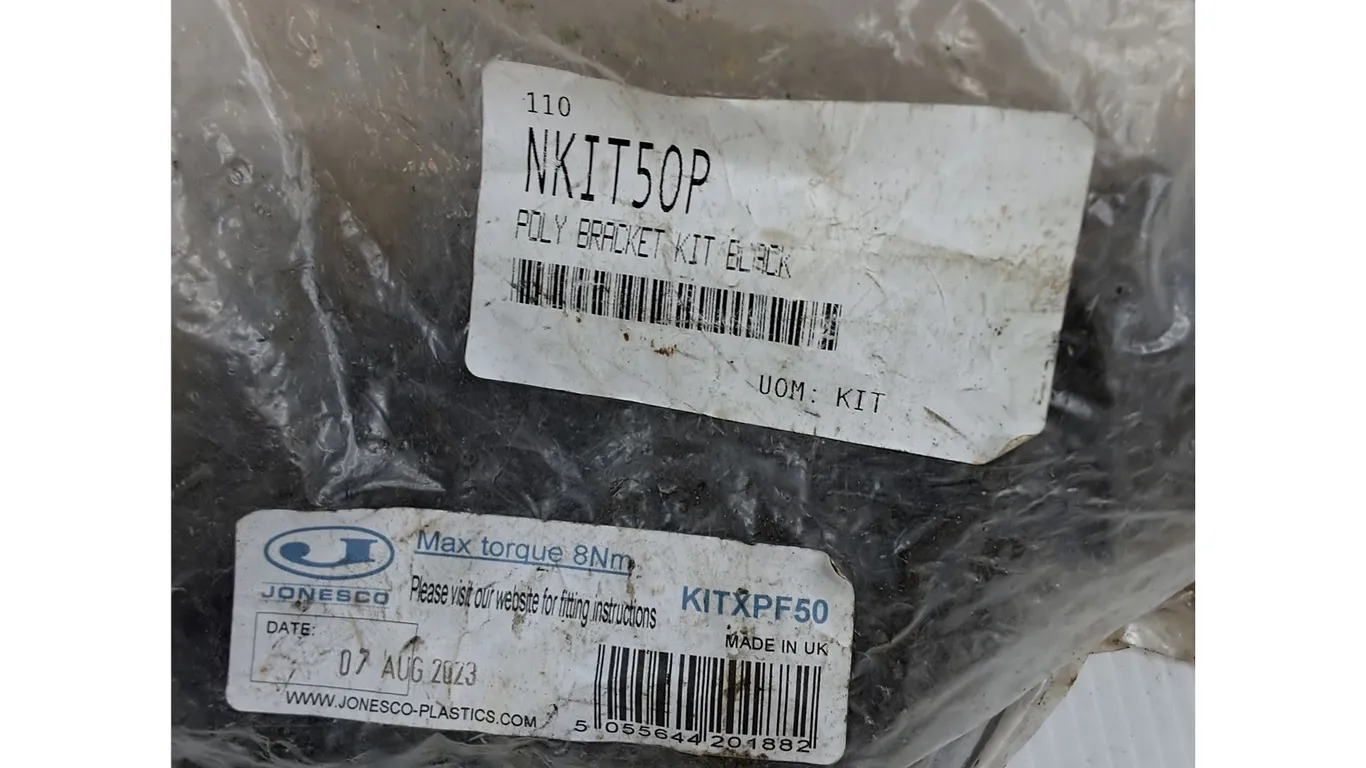 110
NKIT50P
POLY BRACKET KIT BLACK
UOM: KIT
J
JONESCO
Max torque 8Nm
Please visit our website for fitting instructions
KITXPF50
MADE IN UK
DATE:
07 AUG 2023
WWW.JONESCO-PLASTICS.COM
5 055644 201882